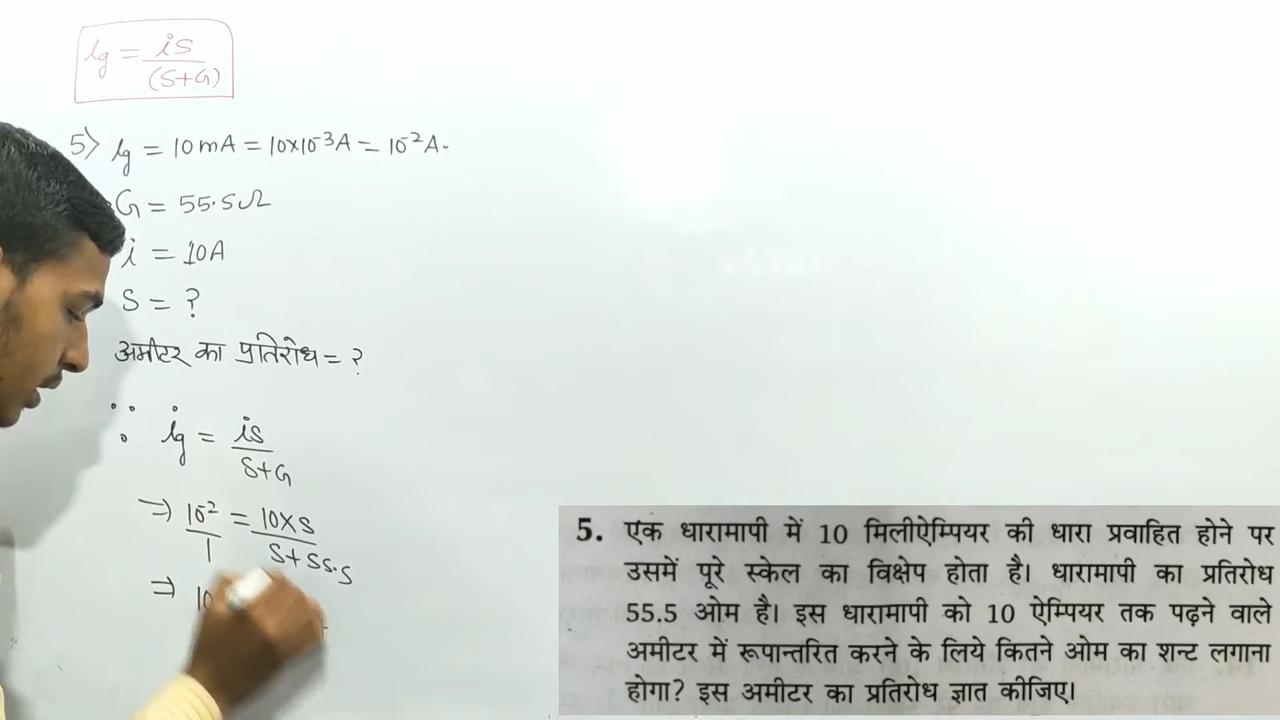 ig = is
(S+G)
5> ig = 10mA = 10×10⁻³A = 10⁻²A.
G = 55.5Ω
i = 10A
S = ?
अमीटर का प्रतिरोध = ?
∵ ig = is
S+G
⇒ 10⁻² = 10×S
1 S+55.5
⇒ 10
5. एक धारामापी में 10 मिलीऐम्पियर की धारा प्रवाहित होने पर
उसमें पूरे स्केल का विक्षेप होता है। धारामापी का प्रतिरोध
55.5 ओम है। इस धारामापी को 10 ऐम्पियर तक पढ़ने वाले
अमीटर में रूपान्तरित करने के लिये कितने ओम का शन्ट लगाना
होगा? इस अमीटर का प्रतिरोध ज्ञात कीजिए।